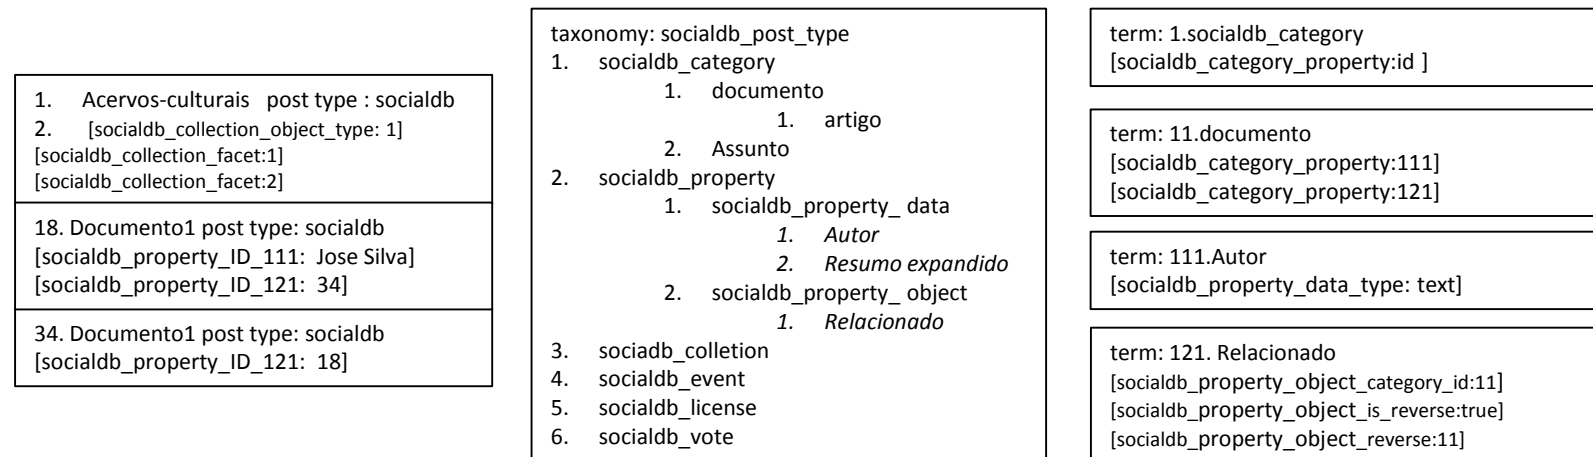 1. Acervos-culturais post type : socialdb
2. [socialdb_collection_object_type: 1]
[socialdb_collection_facet:1]
[socialdb_collection_facet:2]
18. Documento1 post type: socialdb
[socialdb_property_ID_111: Jose Silva]
[socialdb_property_ID_121: 34]
34. Documento1 post type: socialdb
[socialdb_property_ID_121: 18]
taxonomy: socialdb_post_type
1. socialdb_category
1. documento
1. artigo
2. Assunto
2. socialdb_property
1. socialdb_property_ data
1. Autor
2. Resumo expandido
2. socialdb_property_ object
1. Relacionado
3. sociadb_colletion
4. socialdb_event
5. socialdb_license
6. socialdb_vote
term: 1.socialdb_category
[socialdb_category_property:id ]
term: 11.documento
[socialdb_category_property:111]
[socialdb_category_property:121]
term: 111.Autor
[socialdb_property_data_type: text]
term: 121. Relacionado
[socialdb_property_object_category_id:11]
[socialdb_property_object_is_reverse:true]
[socialdb_property_object_reverse:11]